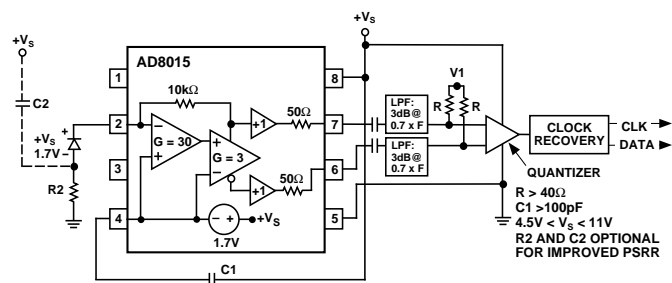 +VS
C2
+VS
1.7V
R2
AD8015
1
2
3
4
8
7
6
5
10kΩ
G = 30
G = 3
+1
50Ω
50Ω
+1
+VS
1.7V
C1
+VS
LPF:
3dB@
0.7 x F
LPF:
3dB@
0.7 x F
V1
R
R
QUANTIZER
CLOCK
RECOVERY
CLK
DATA
R > 40Ω
C1 >100pF
4.5V < VS < 11V
R2 AND C2 OPTIONAL
FOR IMPROVED PSRR